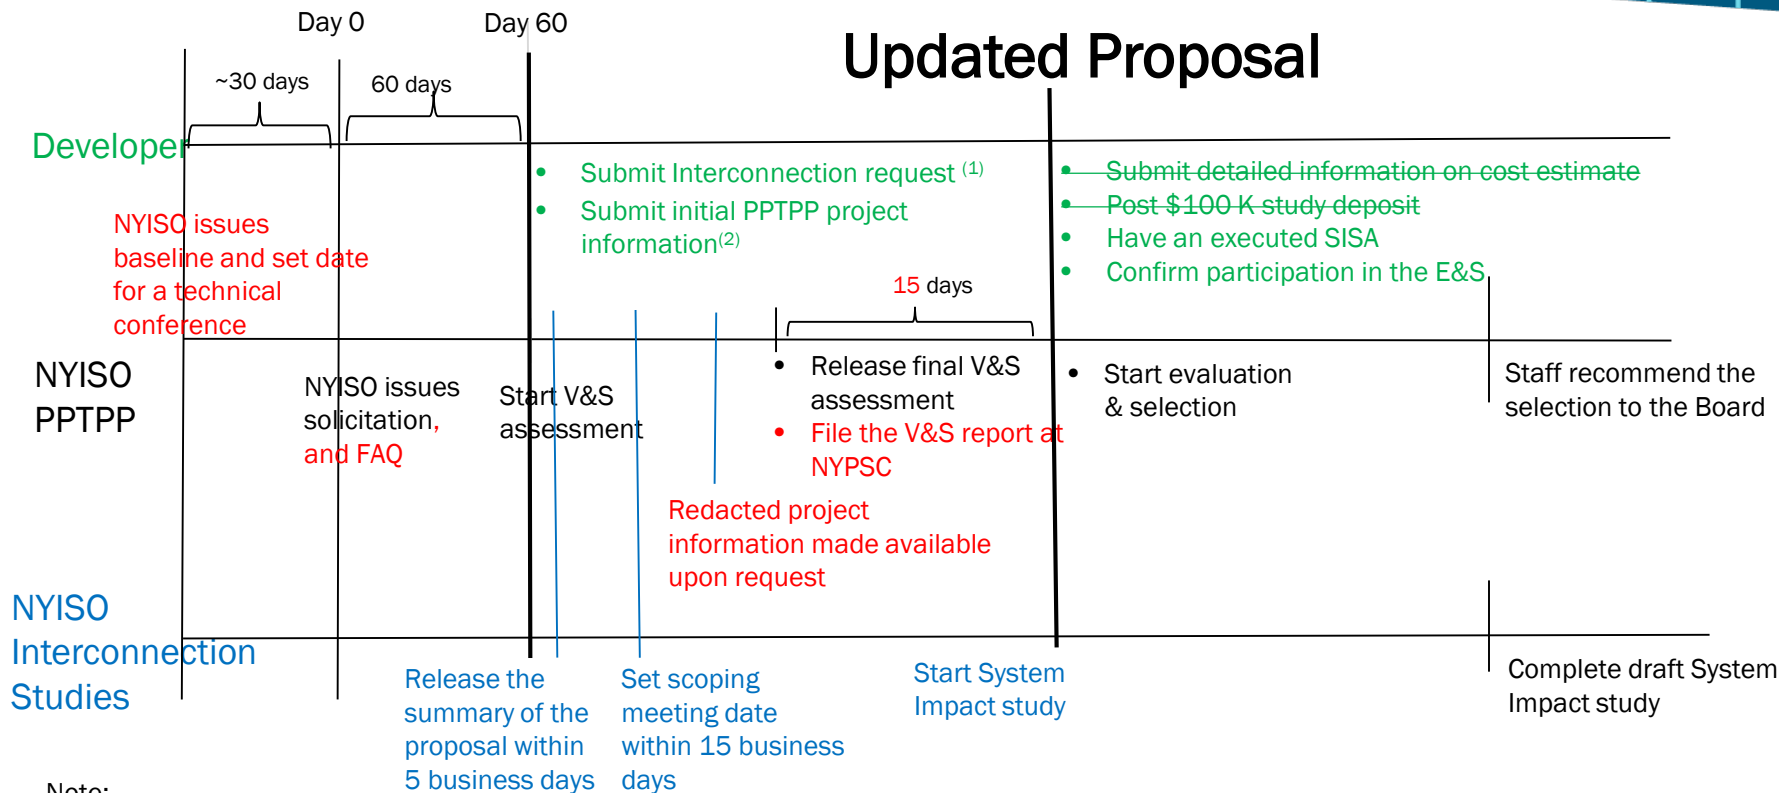 Day 0
Day 60
Updated Proposal
~30 days
60 days
Developer
• Submit Interconnection request (1)
• Submit initial PPTPP project
information(2)
• Submit detailed information on cost estimate
• Post $100 K study deposit
• Have an executed SISA
• Confirm participation in the E&S
NYISO issues
baseline and set date
for a technical
conference
15 days
NYISO
PPTPP
NYISO issues
solicitation,
and FAQ
Start V&S
assessment
• Release final V&S
assessment
• File the V&S report at
NYPSC
• Start evaluation
& selection
Staff recommend the
selection to the Board
Redacted project
information made available
upon request
NYISO
Interconnection
Studies
Release the
summary of the
proposal within
5 business days
Set scoping
meeting date
within 15 business
days
Start System
Impact study
Complete draft System
Impact study
Note: